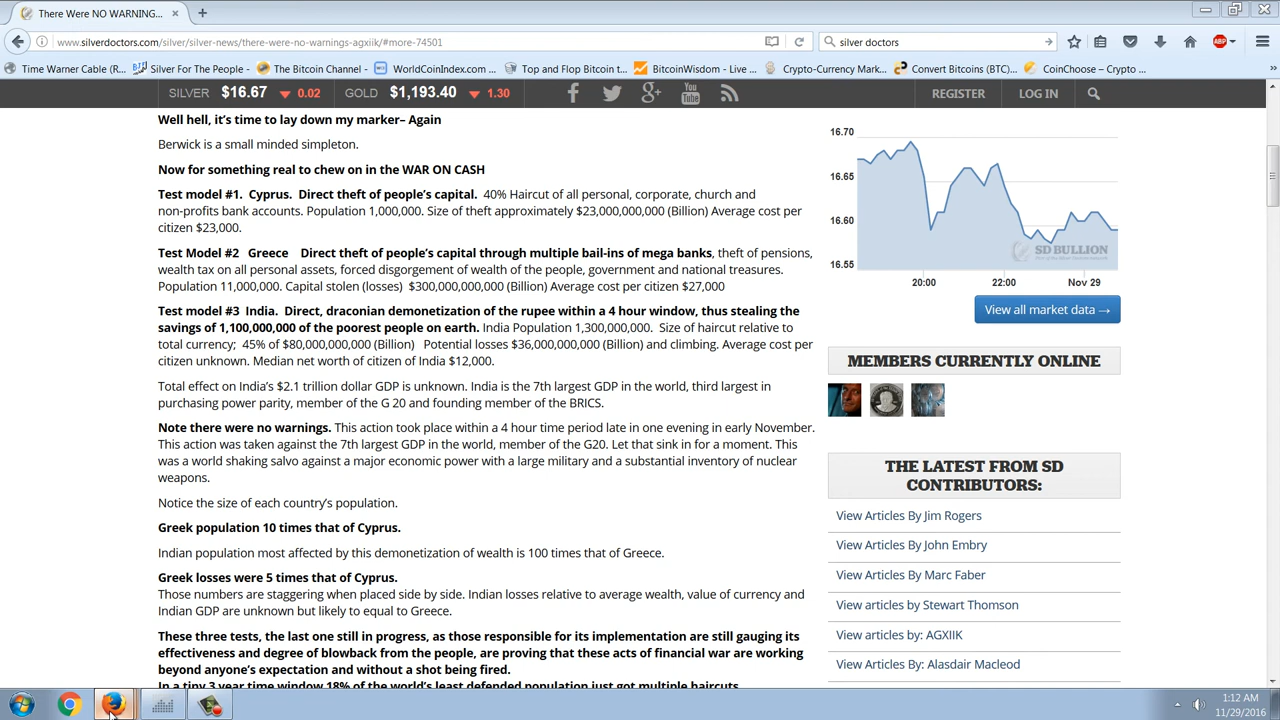 There Were NO WARNING...
www.silverdoctors.com/silver/silver-news/there-were-no-warnings-agxiik/#more-74501
silver doctors
ABP
Time Warner Cable (R...
Silver For The People - ...
The Bitcoin Channel - ...
WorldCoinIndex.com ...
Top and Flop Bitcoin t...
BitcoinWisdom - Live ...
Crypto-Currency Mark...
Convert Bitcoins (BTC)...
CoinChoose – Crypto ...
SILVER $16.67 0.02 GOLD $1,193.40 1.30
REGISTER LOG IN
Well hell, it’s time to lay down my marker– Again
Berwick is a small minded simpleton.
Now for something real to chew on in the WAR ON CASH
Test model #1. Cyprus. Direct theft of people’s capital. 40% Haircut of all personal, corporate, church and
non-profits bank accounts. Population 1,000,000. Size of theft approximately $23,000,000,000 (Billion) Average cost per
citizen $23,000.
Test Model #2 Greece Direct theft of people’s capital through multiple bail-ins of mega banks, theft of pensions,
wealth tax on all personal assets, forced disgorgement of wealth of the people, government and national treasures.
Population 11,000,000. Capital stolen (losses) $300,000,000,000 (Billion) Average cost per citizen $27,000
Test model #3 India. Direct, draconian demonetization of the rupee within a 4 hour window, thus stealing the
savings of 1,100,000,000 of the poorest people on earth. India Population 1,300,000,000. Size of haircut relative to
total currency; 45% of $80,000,000,000 (Billion) Potential losses $36,000,000,000 (Billion) and climbing. Average cost per
citizen unknown. Median net worth of citizen of India $12,000.
Total effect on India’s $2.1 trillion dollar GDP is unknown. India is the 7th largest GDP in the world, third largest in
purchasing power parity, member of the G 20 and founding member of the BRICS.
Note there were no warnings. This action took place within a 4 hour time period late in one evening in early November.
This action was taken against the 7th largest GDP in the world, member of the G20. Let that sink in for a moment. This
was a world shaking salvo against a major economic power with a large military and a substantial inventory of nuclear
weapons.
Notice the size of each country’s population.
Greek population 10 times that of Cyprus.
Indian population most affected by this demonetization of wealth is 100 times that of Greece.
Greek losses were 5 times that of Cyprus.
Those numbers are staggering when placed side by side. Indian losses relative to average wealth, value of currency and
Indian GDP are unknown but likely to equal to Greece.
These three tests, the last one still in progress, as those responsible for its implementation are still gauging its
effectiveness and degree of blowback from the people, are proving that these acts of financial war are working
beyond anyone’s expectation and without a shot being fired.
In a tiny 3 year time window 18% of the world’s least defended population just got multiple haircuts
16.70
16.65
16.60
16.55
SD BULLION
20:00 22:00 Nov 29
View all market data →
MEMBERS CURRENTLY ONLINE
THE LATEST FROM SD
CONTRIBUTORS:
View Articles By Jim Rogers
View Articles By John Embry
View Articles By Marc Faber
View articles by Stewart Thomson
View articles by: AGXIIK
View Articles By: Alasdair Macleod
1:12 AM
11/29/2016